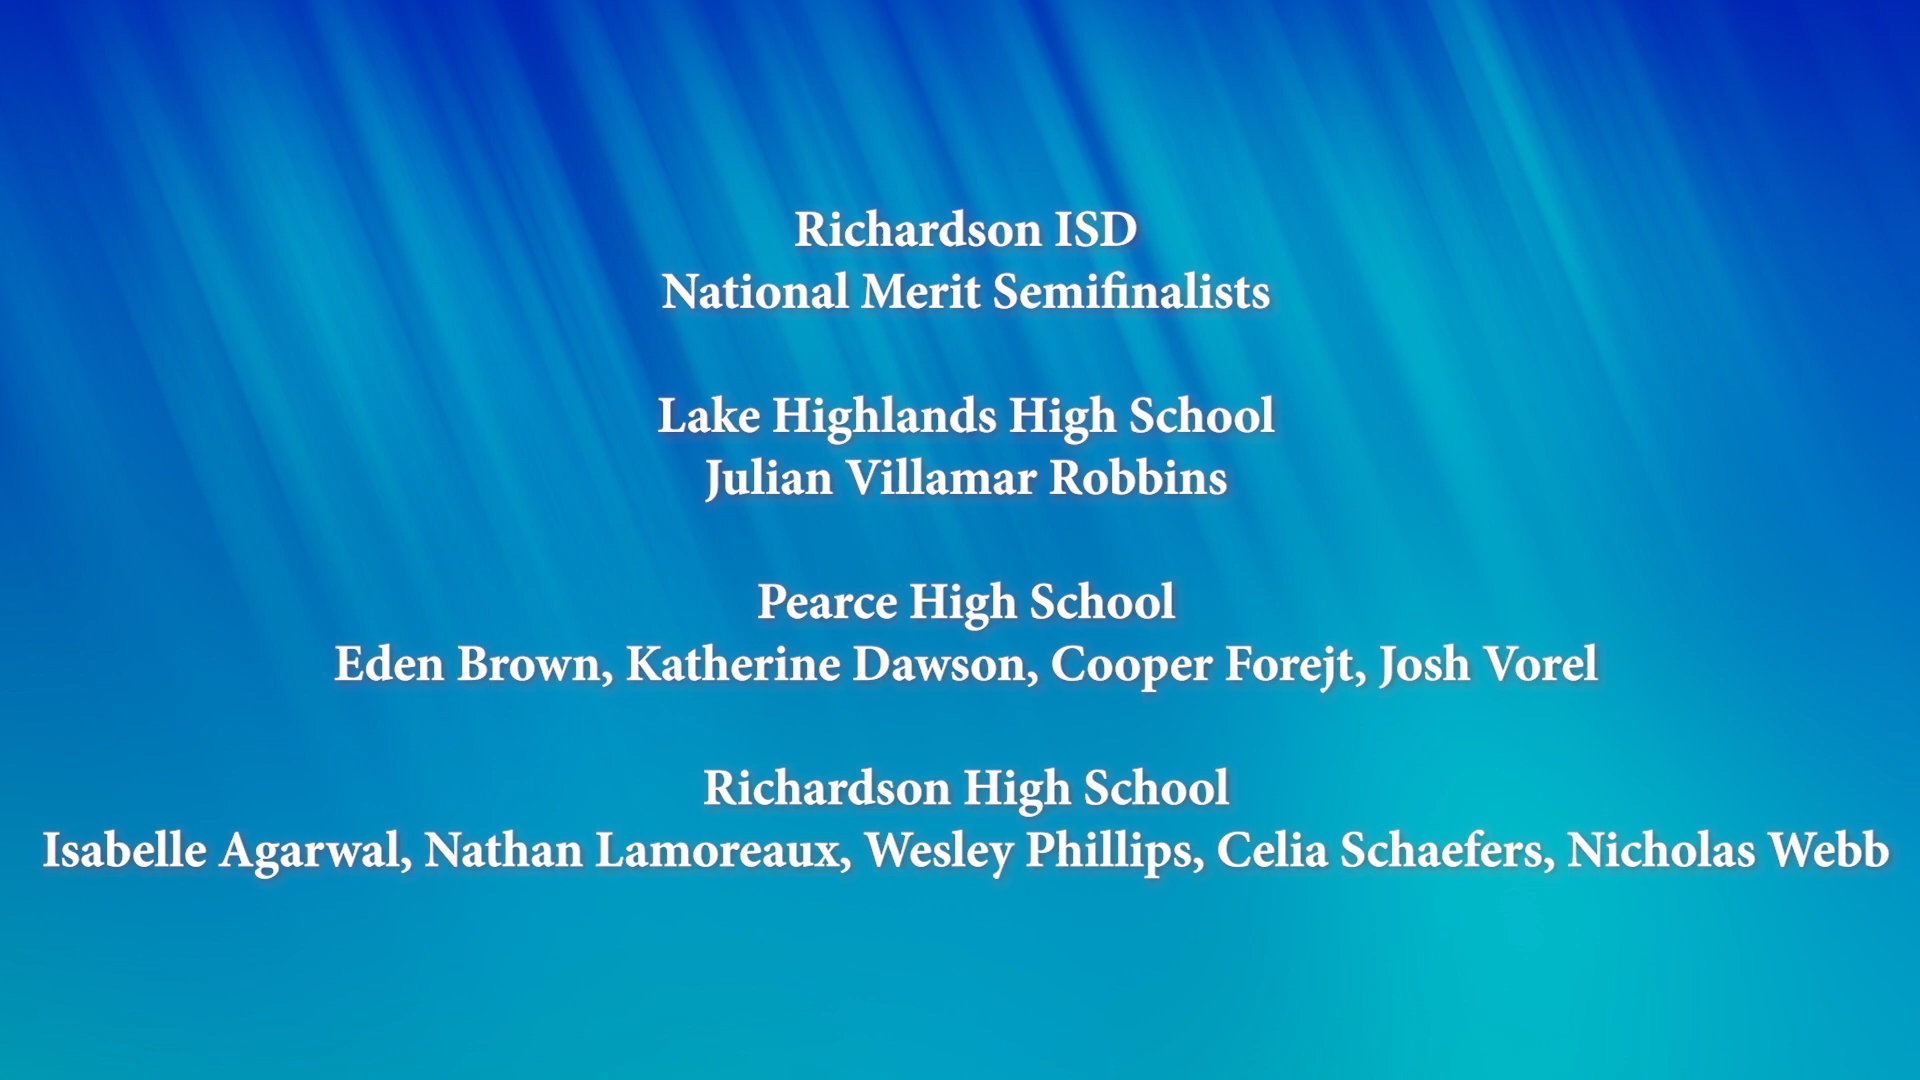 Richardson ISD
National Merit Semifinalists
Lake Highlands High School
Julian Villamar Robbins
Pearce High School
Eden Brown, Katherine Dawson, Cooper Forejt, Josh Vorel
Richardson High School
Isabelle Agarwal, Nathan Lamoreaux, Wesley Phillips, Celia Schaefers, Nicholas Webb